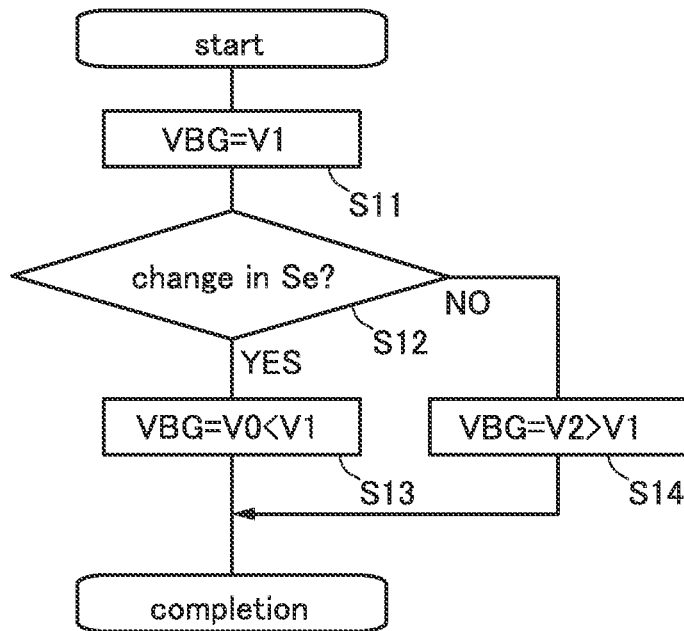 start
VBG=V1
S11
change in Se?
NO
S12
YES
VBG=V0<V1
VBG=V2>V1
S13
S14
completion